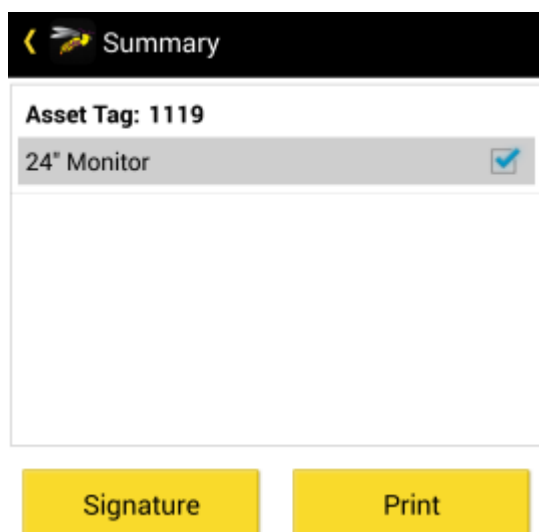 Summary
Asset Tag: 1119
24" Monitor
Signature Print